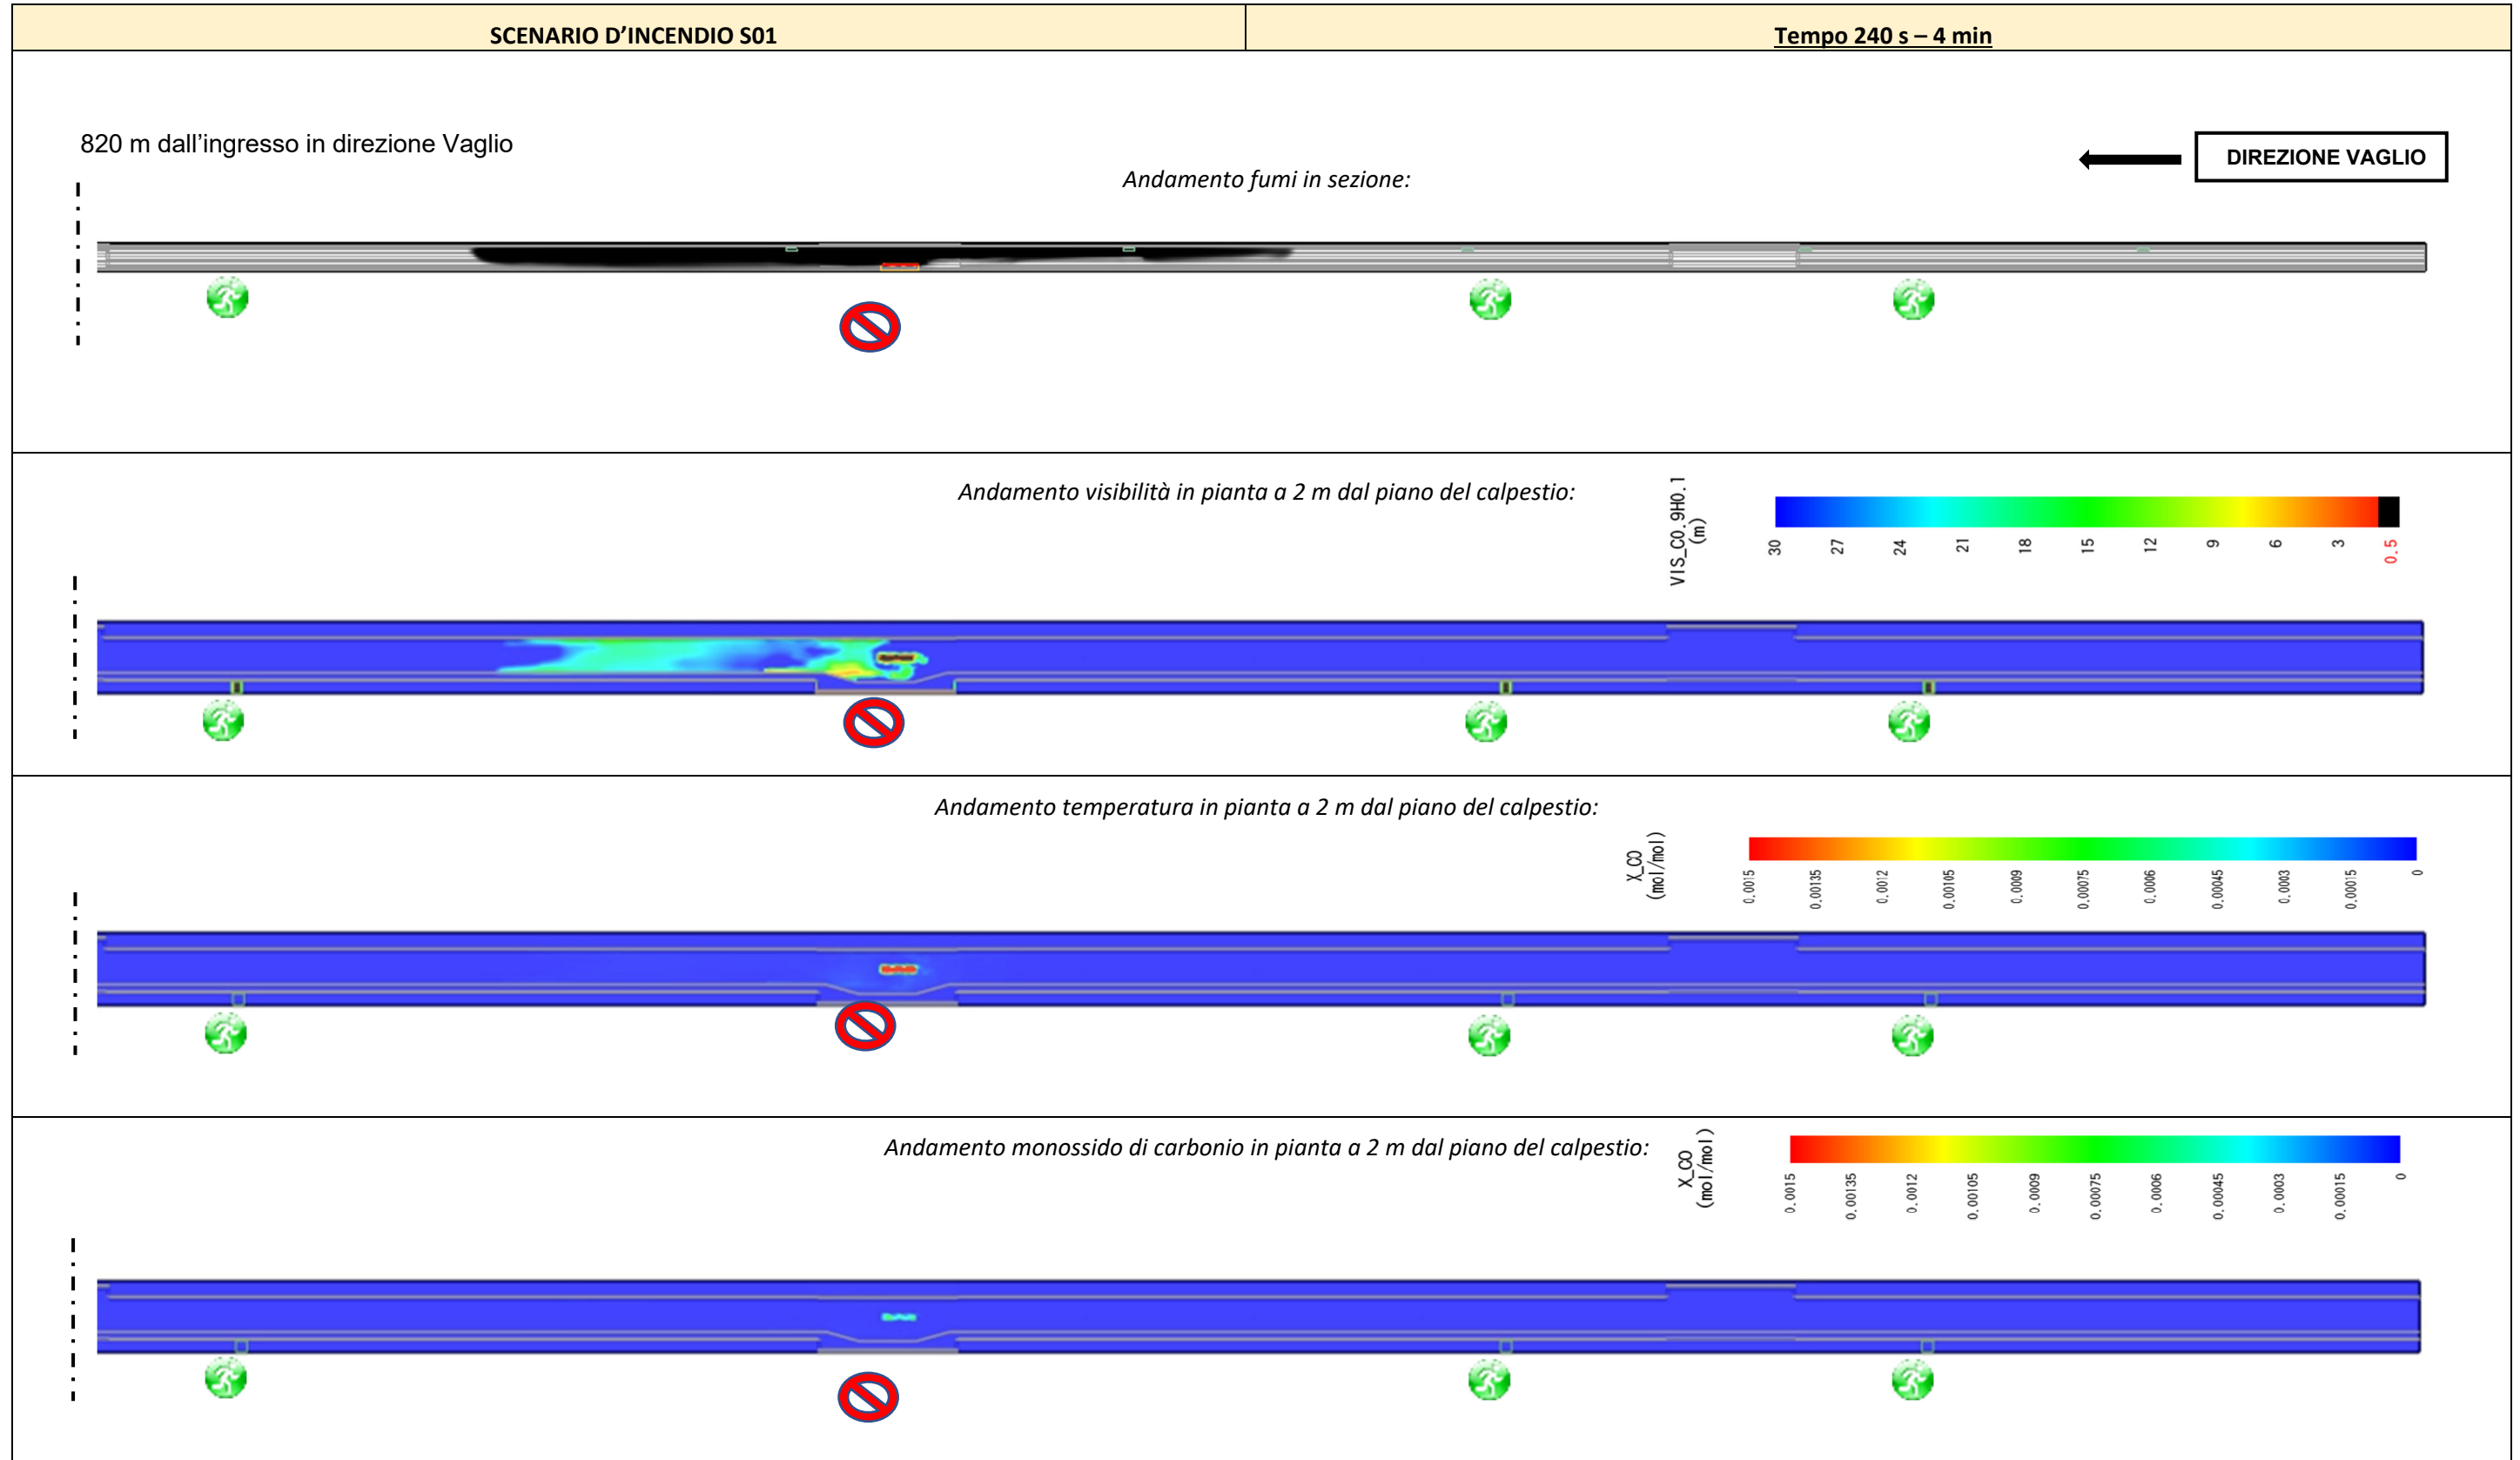 SCENARIO D’INCENDIO S01
Tempo 240 s – 4 min
820 m dall’ingresso in direzione Vaglio
DIREZIONE VAGLIO
Andamento fumi in sezione:
Andamento visibilità in pianta a 2 m dal piano del calpestio:
VIS_C0.9H0.1
(m)
30 27 24 21 18 15 12 9 6 3 0.5
Andamento temperatura in pianta a 2 m dal piano del calpestio:
X_CO
(mol/mol)
0.0015 0.00135 0.0012 0.00105 0.0009 0.00075 0.0006 0.00045 0.0003 0.00015 0
Andamento monossido di carbonio in pianta a 2 m dal piano del calpestio:
X_CO
(mol/mol)
0.0015 0.00135 0.0012 0.00105 0.0009 0.00075 0.0006 0.00045 0.0003 0.00015 0